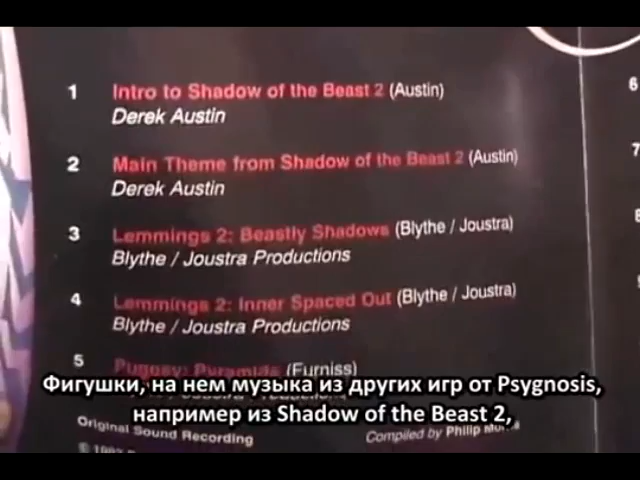 1 Intro to Shadow of the Beast 2 (Austin)
Derek Austin
2 Main Theme from Shadow of the Beast 2 (Austin)
Derek Austin
3 Lemmings 2: Beastly Shadows (Blythe / Joustra)
Blythe / Joustra Productions
4 Lemmings 2: Inner Spaced Out (Blythe / Joustra)
Blythe / Joustra Productions
5 Puggsy: Pyramids (Furniss)
Фигушки, на нем музыка из других игр от Psygnosis,
например из Shadow of the Beast 2,
Original Sound Recording
Compiled by Philip
6
7
8